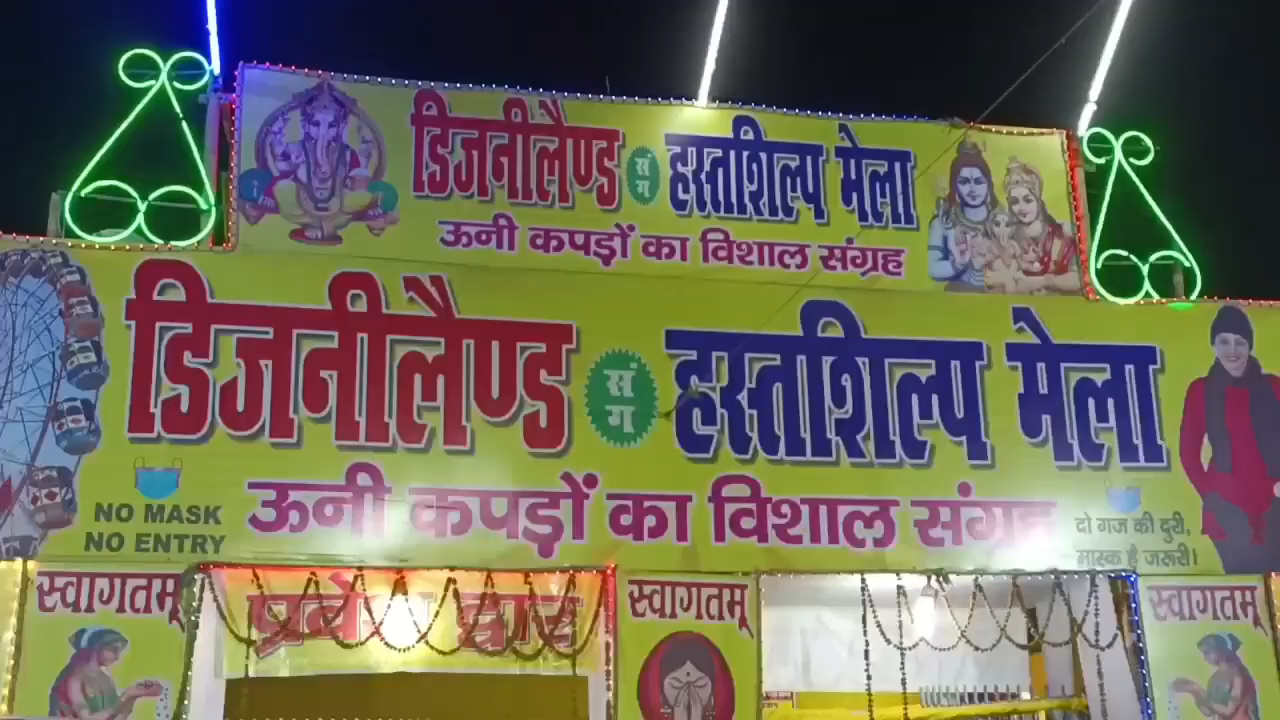 डिजनीलैण्ड संग हस्तशिल्प मेला
ऊनी कपड़ों का विशाल संग्रह
डिजनीलैण्ड संग हस्तशिल्प मेला
ऊनी कपड़ों का विशाल संग्रह
NO MASK
NO ENTRY
दो गज की दुरी,
मास्क है जरूरी।
स्वागतम्
प्रवेश द्वार
स्वागतम्
स्वागतम्